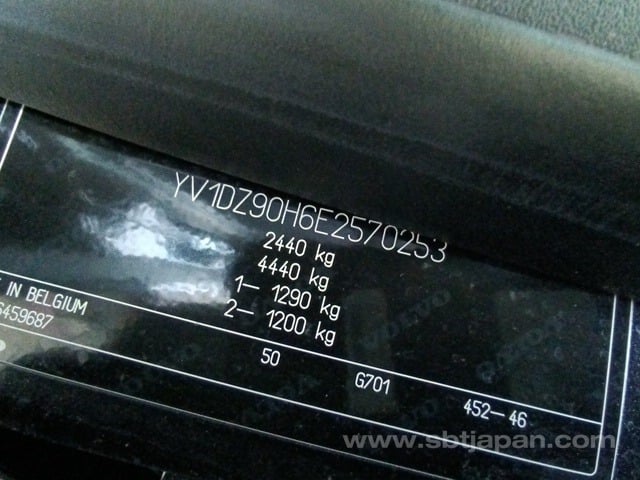 YV1DZ90H6E2570253
2440 kg
4440 kg
1— 1290 kg
2— 1200 kg
IN BELGIUM
459687
50
G701
452—46
www.sbtjapan.com